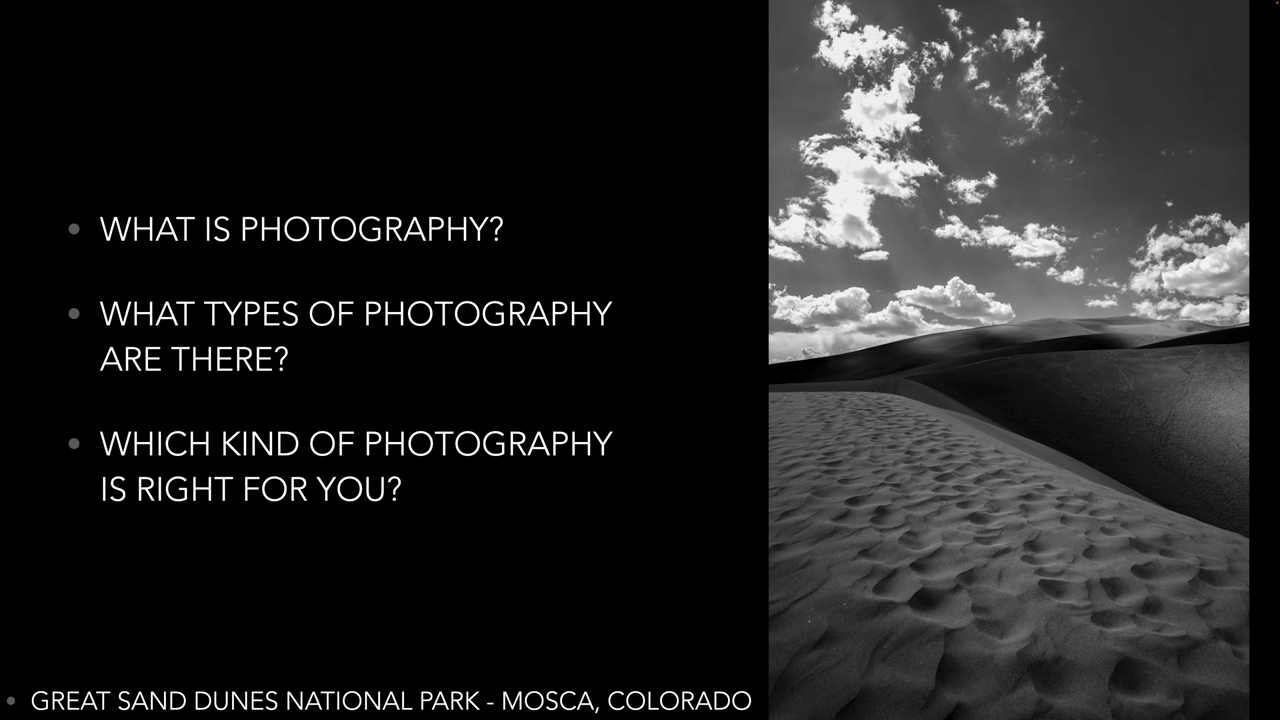 • WHAT IS PHOTOGRAPHY?
• WHAT TYPES OF PHOTOGRAPHY
ARE THERE?
• WHICH KIND OF PHOTOGRAPHY
IS RIGHT FOR YOU?
• GREAT SAND DUNES NATIONAL PARK - MOSCA, COLORADO